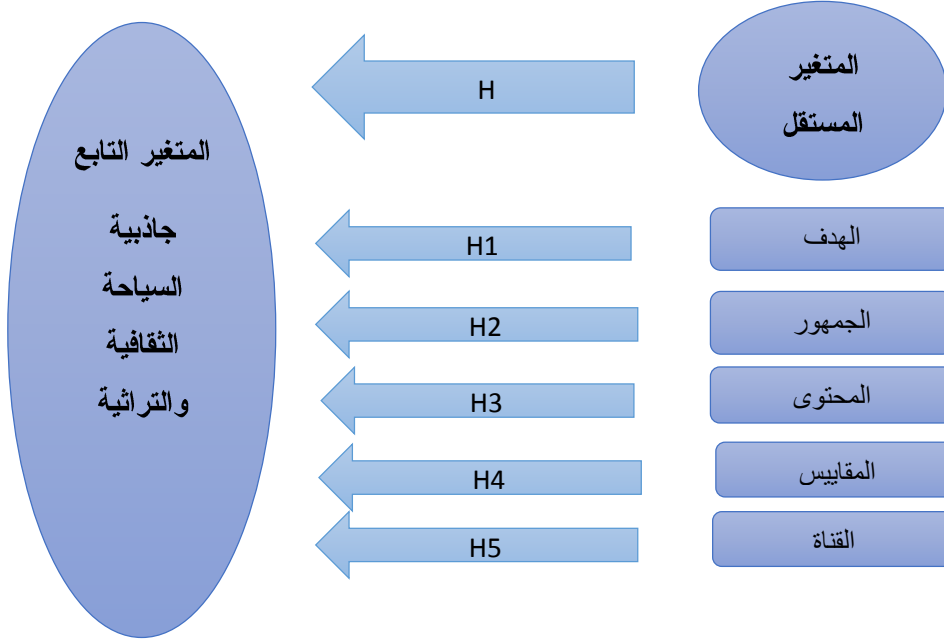 المتغير
المستقل
H
المتغير التابع
جاذبية
السياحة
الثقافية
والتراثية
الهدف
H1
الجمهور
H2
المحتوى
H3
المقاييس
H4
القناة
H5